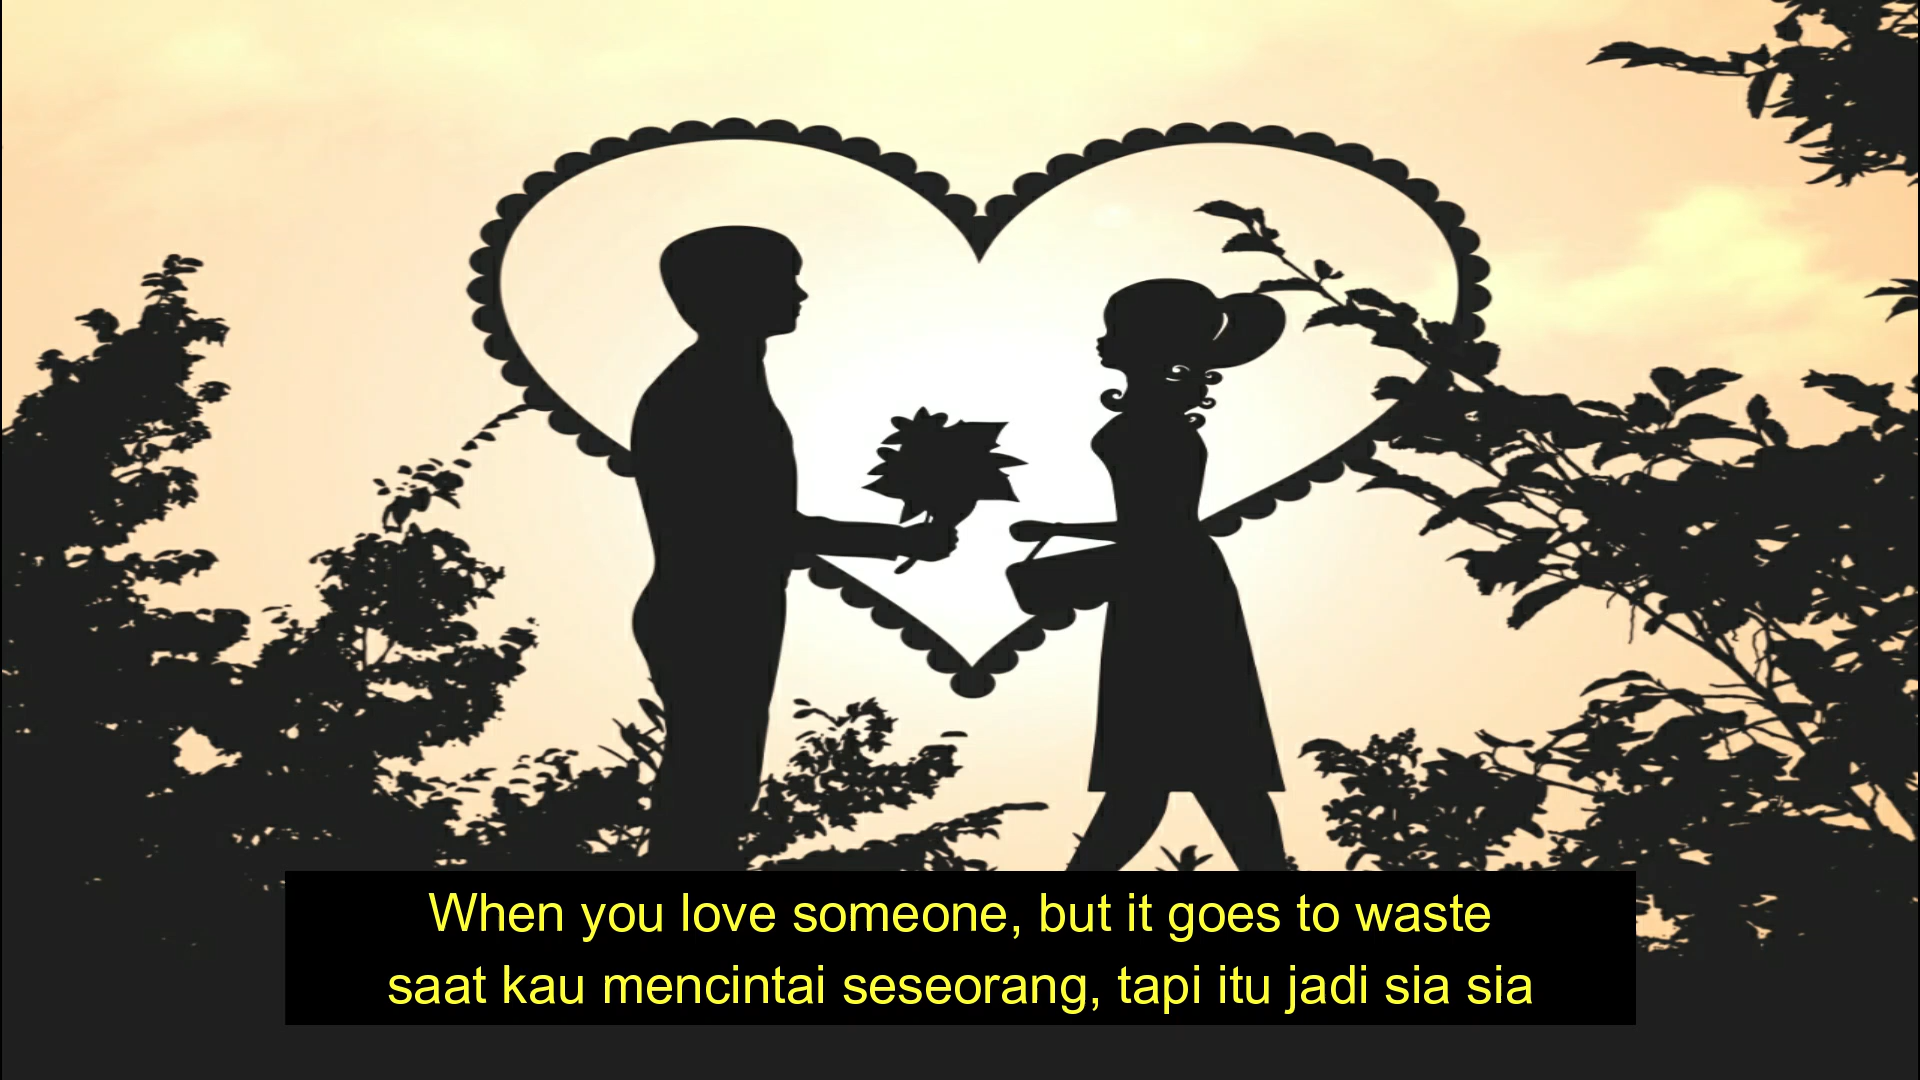 When you love someone, but it goes to waste
saat kau mencintai seseorang, tapi itu jadi sia sia